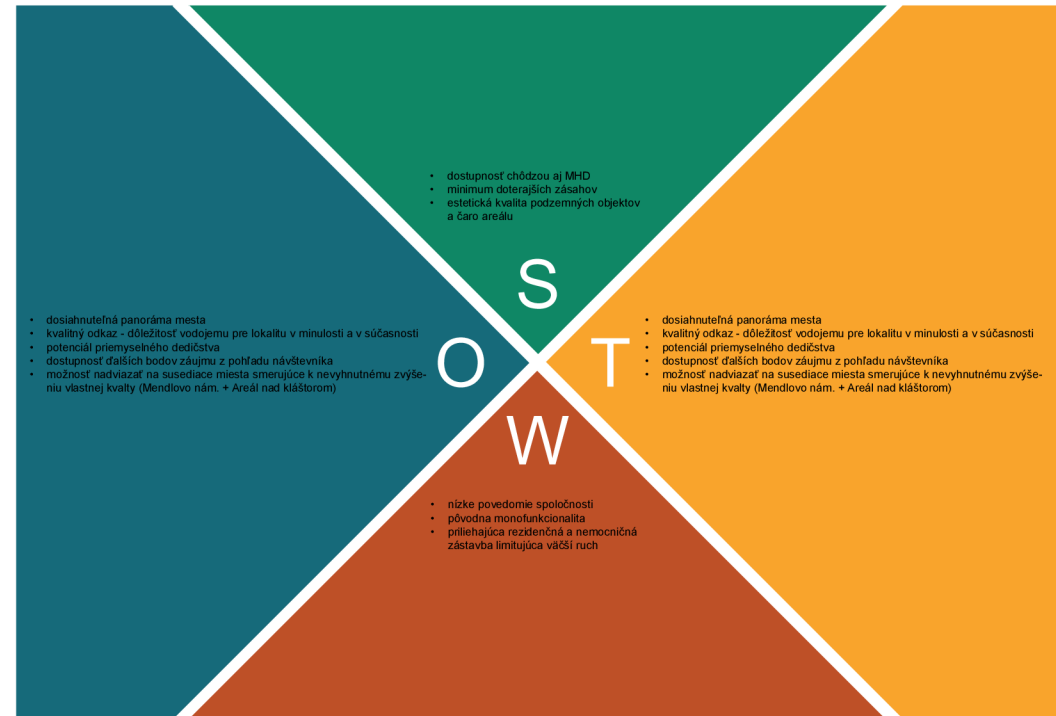 • dostupnosť chôdzou aj MHD
• minimum doterajších zásahov
• estetická kvalita podzemných objektov
a čaro areálu
S
• dosiahnuteľná panoráma mesta
• kvalitný odkaz - dôležitosť vodojemu pre lokalitu v minulosti a v súčasnosti
• potenciál priemyselného dedičstva
• dostupnosť ďalších bodov záujmu z pohľadu návštevníka
• možnosť nadviazať na susediace miesta smerujúce k nevyhnutnému zvýše-
niu vlastnej kvalty (Mendlovo nám. + Areál nad kláštorom)
O
T
• dosiahnuteľná panoráma mesta
• kvalitný odkaz - dôležitosť vodojemu pre lokalitu v minulosti a v súčasnosti
• potenciál priemyselného dedičstva
• dostupnosť ďalších bodov záujmu z pohľadu návštevníka
• možnosť nadviazať na susediace miesta smerujúce k nevyhnutnému zvýše-
niu vlastnej kvalty (Mendlovo nám. + Areál nad kláštorom)
W
• nízke povedomie spoločnosti
• pôvodna monofunkcionalita
• priliehajúca rezidenčná a nemocničná
zástavba limitujúca väčší ruch